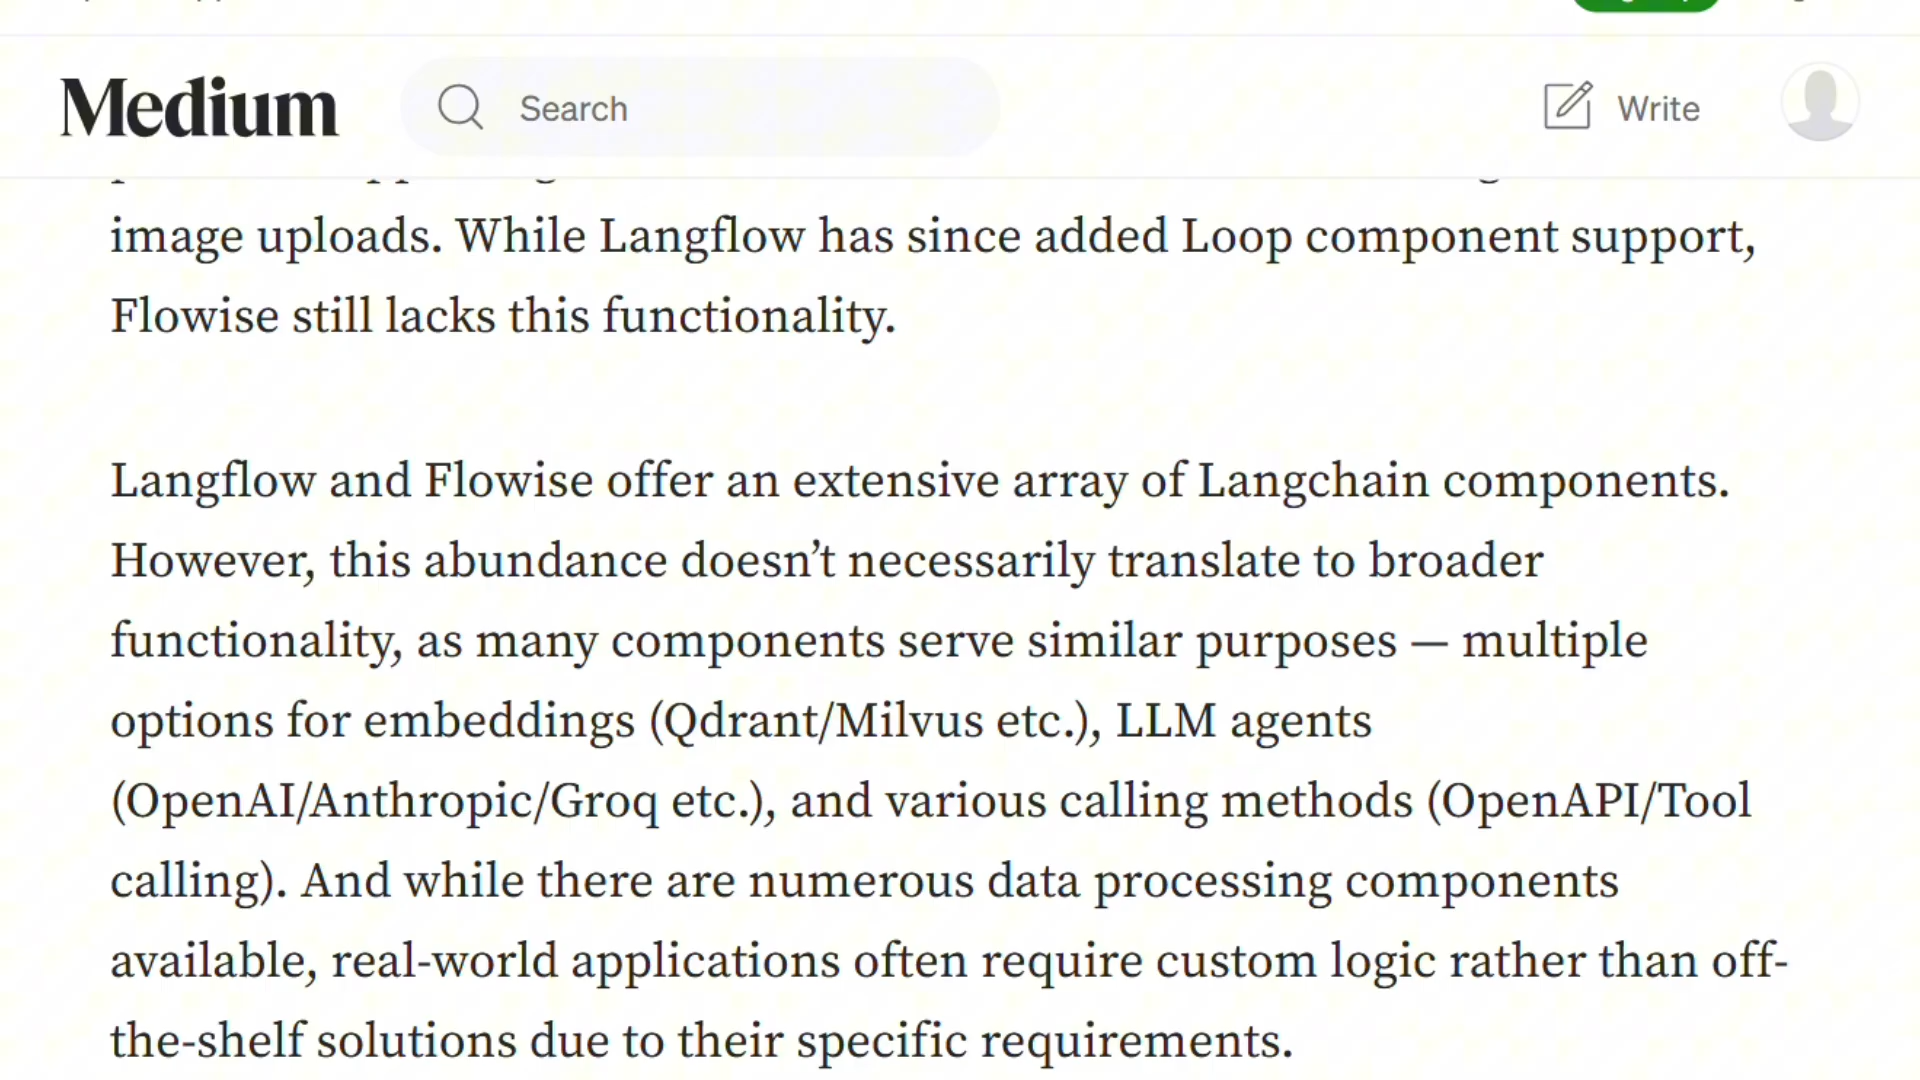 Medium
Search
Write
image uploads. While Langflow has since added Loop component support,
Flowise still lacks this functionality.
Langflow and Flowise offer an extensive array of Langchain components.
However, this abundance doesn’t necessarily translate to broader
functionality, as many components serve similar purposes — multiple
options for embeddings (Qdrant/Milvus etc.), LLM agents
(OpenAI/Anthropic/Groq etc.), and various calling methods (OpenAPI/Tool
calling). And while there are numerous data processing components
available, real-world applications often require custom logic rather than off-
the-shelf solutions due to their specific requirements.